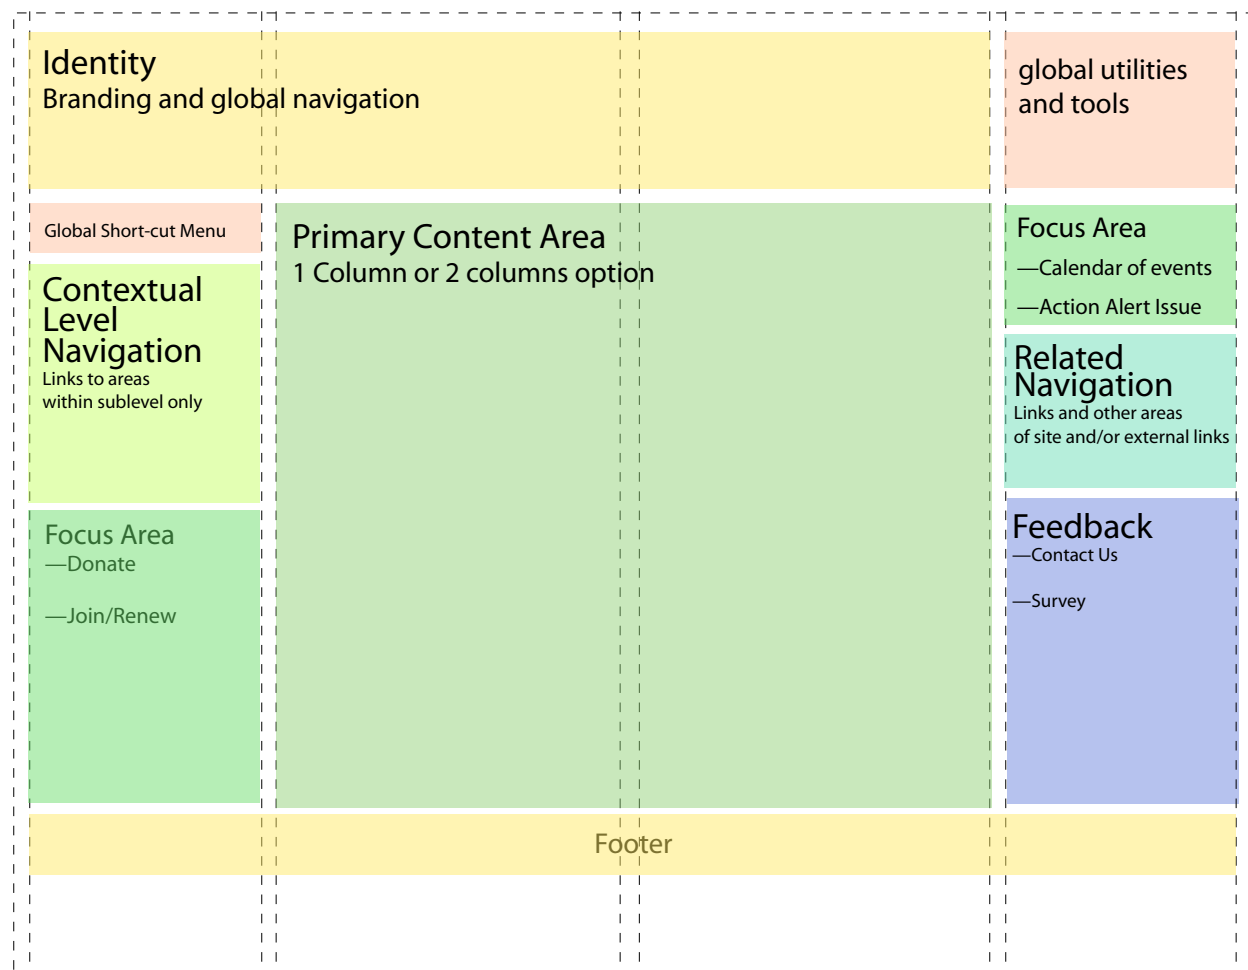 Identity
Branding and global navigation
global utilities
and tools
Global Short-cut Menu
Contextual
Level
Navigation
Links to areas
within sublevel only
Focus Area
—Donate
—Join/Renew
Primary Content Area
1 Column or 2 columns option
Focus Area
—Calendar of events
—Action Alert Issue
Related
Navigation
Links and other areas
of site and/or external links
Feedback
—Contact Us
—Survey
Footer